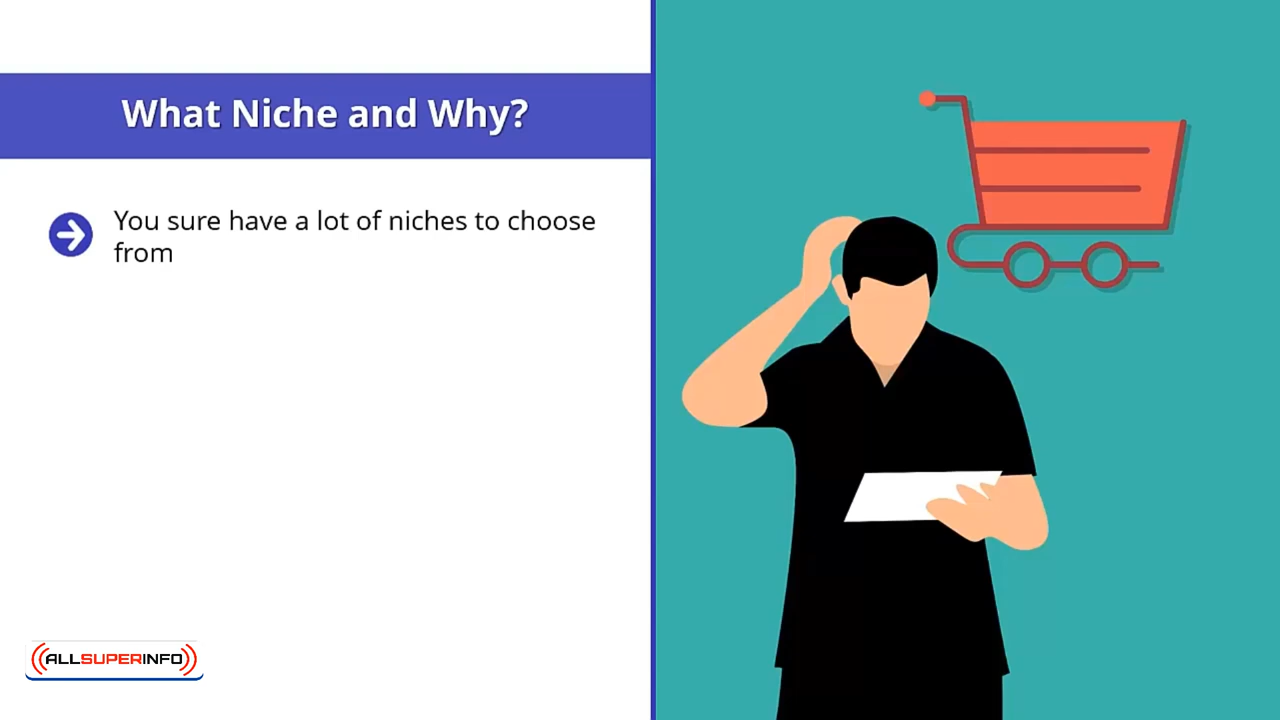 What Niche and Why?
You sure have a lot of niches to choose
from
ALLSUPERINFO